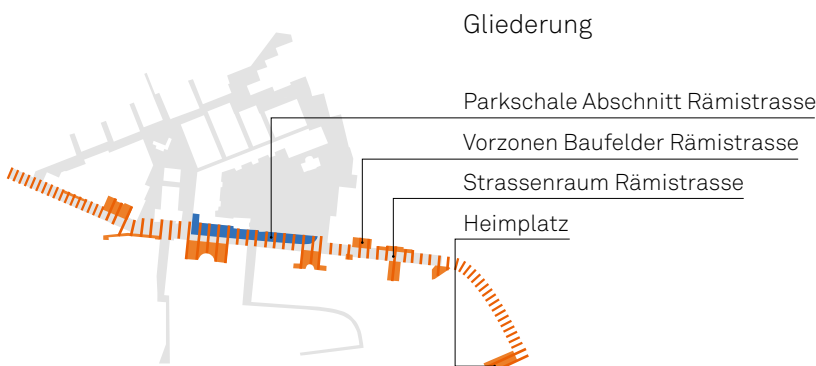 Gliederung
Parkschale Abschnitt Rämistrasse
Vorzonen Baufelder Rämistrasse
Strassenraum Rämistrasse
Heimplatz